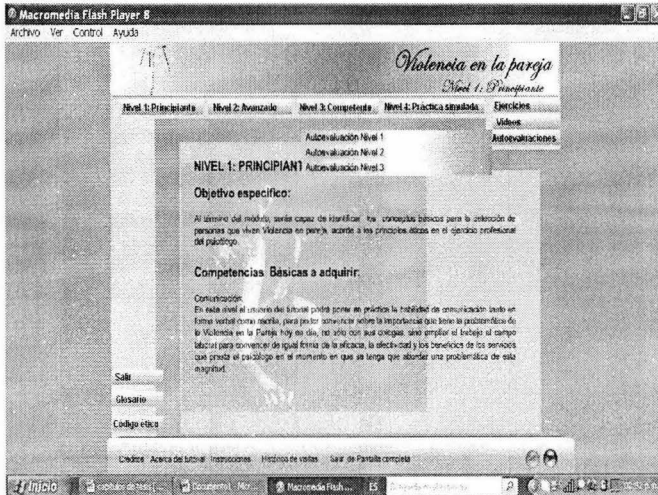 Macromedia Flash Player 8
Archivo Ver Control Ayuda
Violencia en la pareja
Nivel 1: Principiante
Nivel 1: Principiante Nivel 2: Avanzado Nivel 3: Competente Nivel 4: Práctica simulada Ejercicios
Videos
Autoevaluaciones
Autoevaluación Nivel 1
Autoevaluación Nivel 2
Autoevaluación Nivel 3
NIVEL 1: PRINCIPIANT
Objetivo especifico:
Al término del módulo, serás capaz de identificar los conceptos básicos para la detección de
personas que viven Violencia en pareja, acorde a los principios éticos en el ejercicio profesional
del psicólogo.
Competencias Básicas a adquirir:
Comunicación:
En este nivel el usuario del tutorial podrá poner en práctica la habilidad de comunicación tanto en
forma verbal como escrita, para poder convencer sobre la importancia que tiene la problemática de
la Violencia en la Pareja hoy en día, no sólo con sus colegas, sino ampliar el trabajo al campo
laboral para convencer de igual forma de la eficacia, la efectividad y los beneficios de los servicios
que presta el psicólogo en el momento en que se tenga que abordar una problemática de esta
magnitud.
Salir
Glosario
Codigo etico
Creditos Acerca del tutorial Instrucciones Histórico de visitas Salir de Pantalla completa
Inicio capitulos de tesis [... Documento1 - Micr... Macromedia Flash ... ES